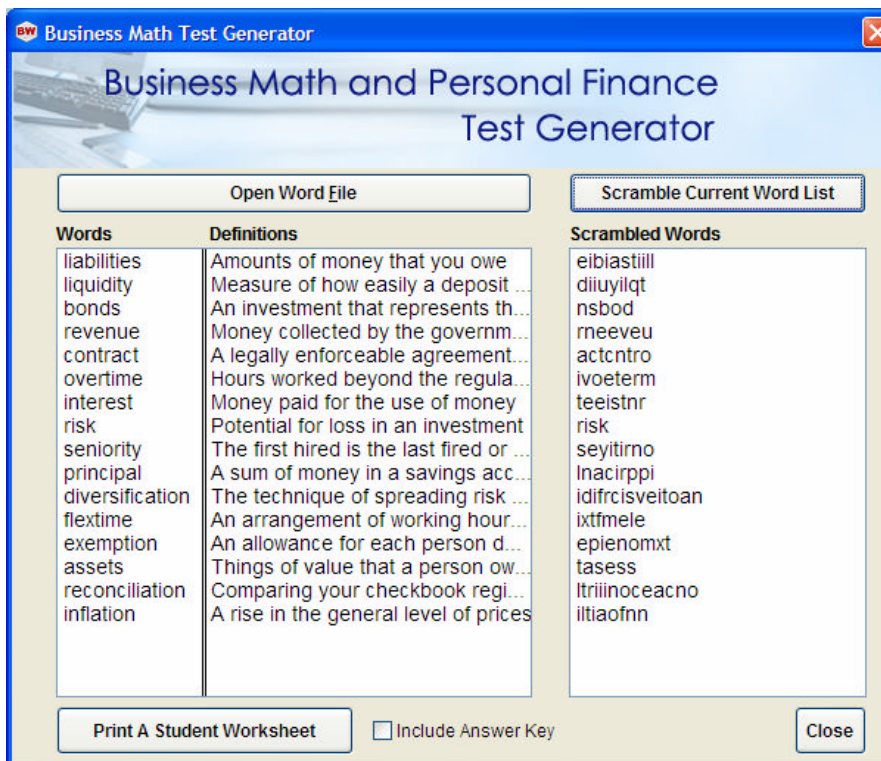 BW Business Math Test Generator
Business Math and Personal Finance
Test Generator
Open Word File
Scramble Current Word List
Words Definitions Scrambled Words
liabilities Amounts of money that you owe eibiastiill
liquidity Measure of how easily a deposit ... diiuyilqt
bonds An investment that represents th... nsbod
revenue Money collected by the governm... rneeveu
contract A legally enforceable agreement... actcntro
overtime Hours worked beyond the regula... ivoeterm
interest Money paid for the use of money teeistnr
risk Potential for loss in an investment risk
seniority The first hired is the last fired or ... seyitirno
principal A sum of money in a savings acc... lnacirppi
diversification The technique of spreading risk ... idifrcisveitoan
flextime An arrangement of working hour... ixtfmele
exemption An allowance for each person d... epienomxt
assets Things of value that a person ow... tasess
reconciliation Comparing your checkbook regi... ltriiinoceacno
inflation A rise in the general level of prices iltiaofnn
Print A Student Worksheet Include Answer Key Close